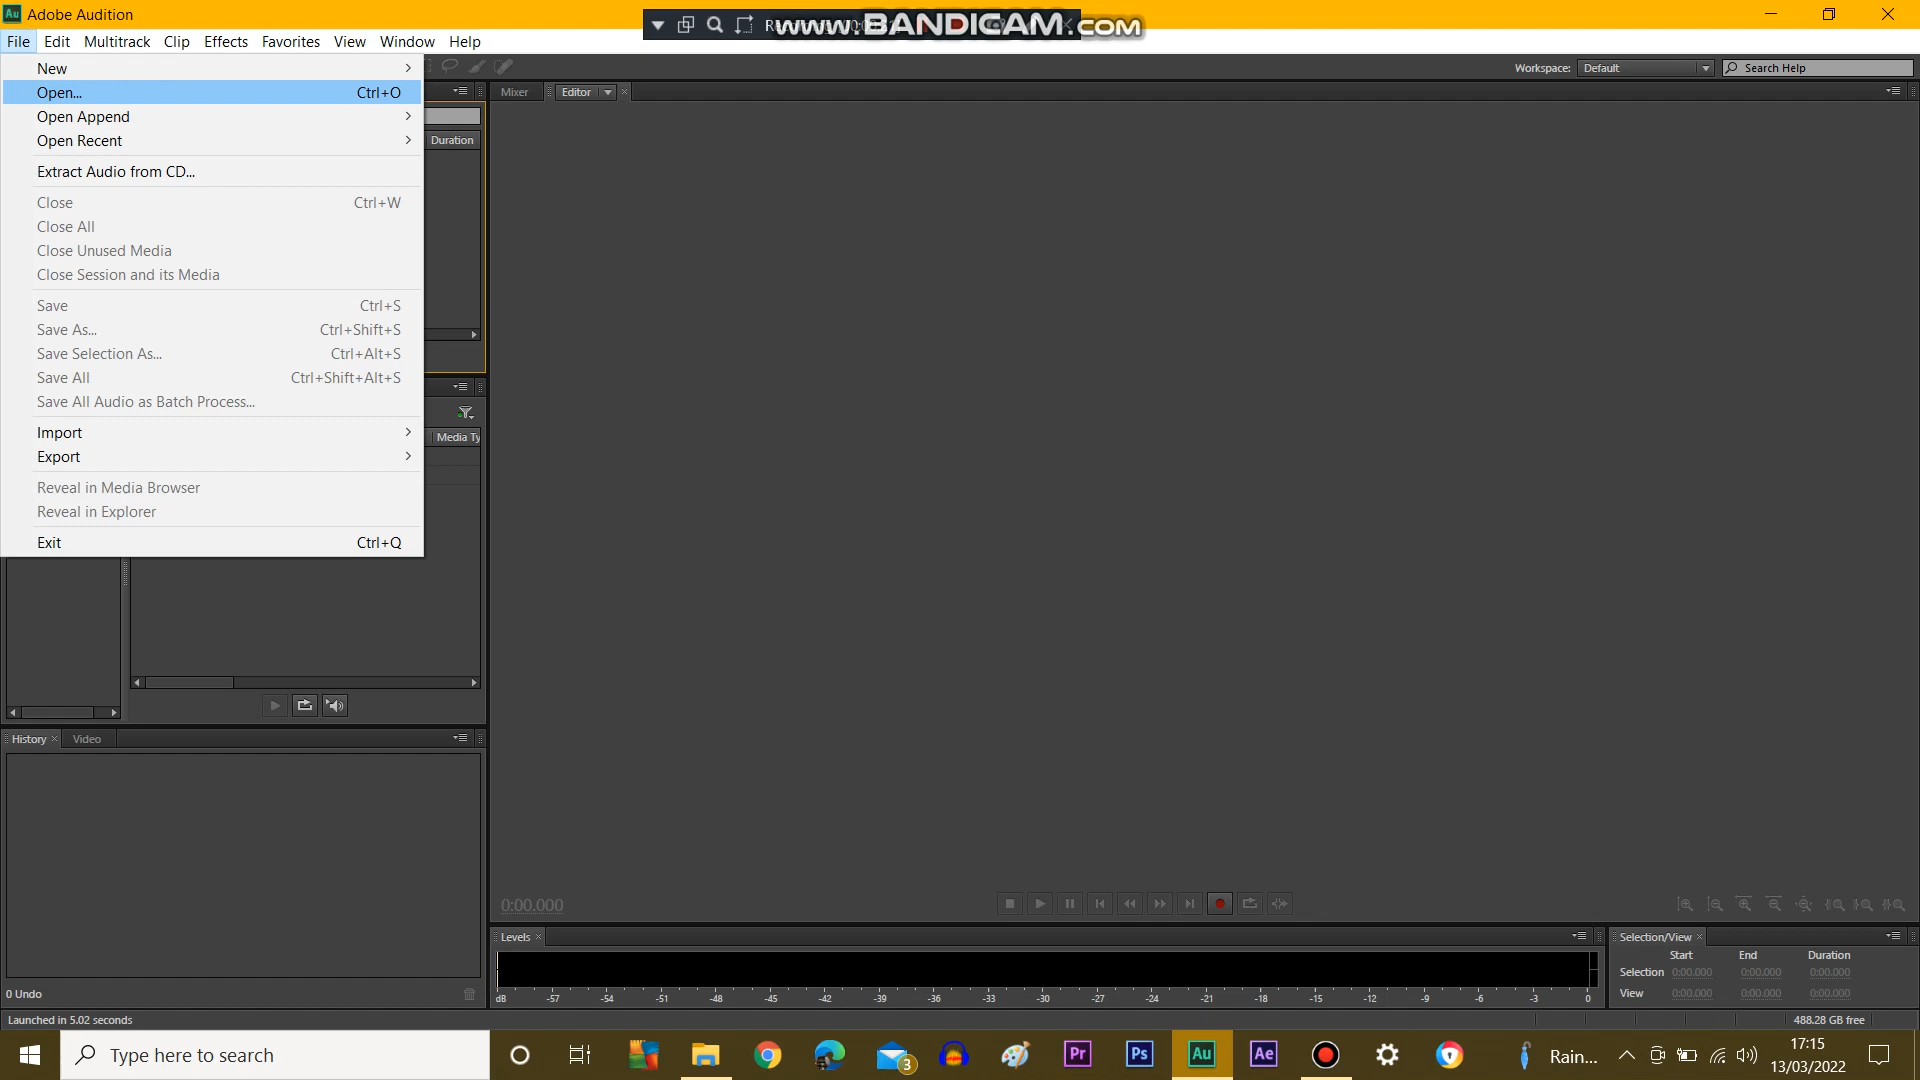 Au Adobe Audition
www.BANDICAM.com
File Edit Multitrack Clip Effects Favorites View Window Help
New
Open... Ctrl+O
Open Append
Open Recent
Extract Audio from CD...
Close Ctrl+W
Close All
Close Unused Media
Close Session and its Media
Save Ctrl+S
Save As... Ctrl+Shift+S
Save Selection As... Ctrl+Alt+S
Save All Ctrl+Shift+Alt+S
Save All Audio as Batch Process...
Import
Export
Reveal in Media Browser
Reveal in Explorer
Exit Ctrl+Q
Workspace: Default Search Help
Mixer Editor
Duration
Media Ty
History Video
0 Undo
Launched in 5.02 seconds
0:00.000
Levels
dB -57 -54 -51 -48 -45 -42 -39 -36 -33 -30 -27 -24 -21 -18 -15 -12 -9 -6 -3 0
Selection/View
Start End Duration
Selection 0:00.000 0:00.000 0:00.000
View 0:00.000 0:00.000 0:00.000
488.28 GB free
Type here to search
3
Pr Ps Au Ae
Rain...
17:15
13/03/2022